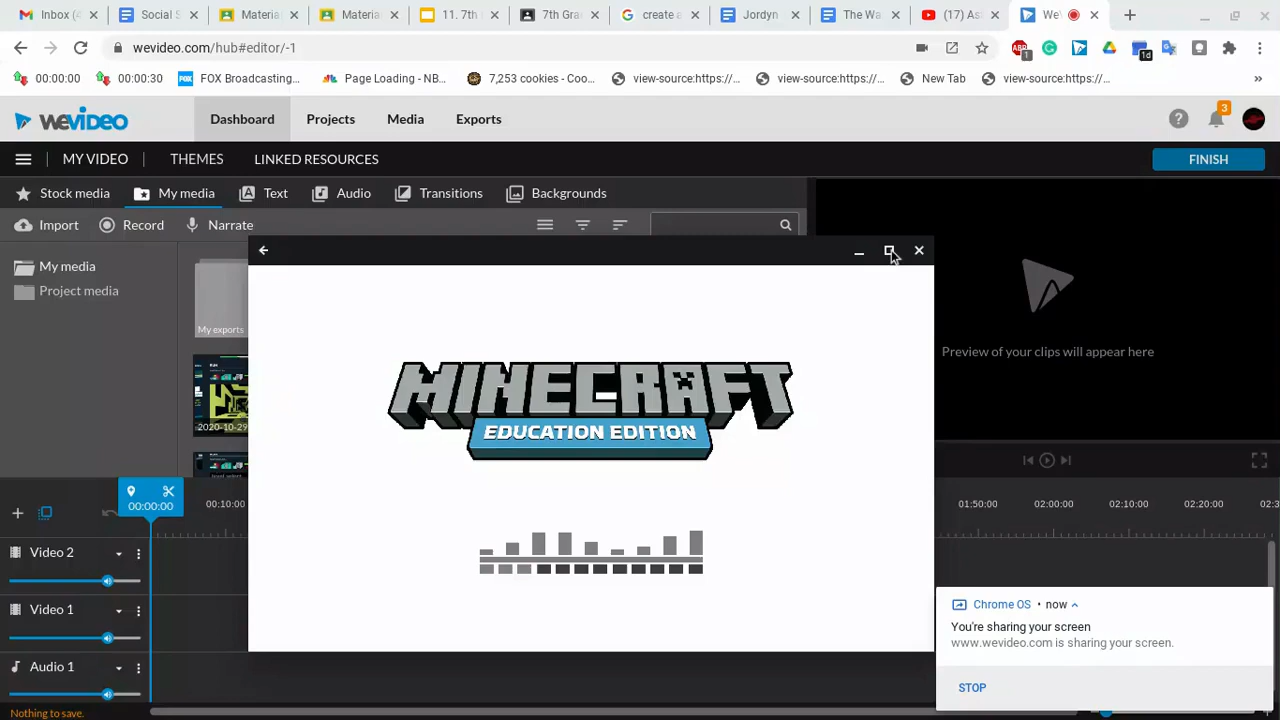 Inbox (4
Social S
Materia
Materia
11. 7th
7th Gra
create a
Jordyn
The Wa
(17) As
We
wevideo.com/hub#editor/-1
1
1d
00:00:00
00:00:30
FOX Broadcasting...
Page Loading - NB...
7,253 cookies - Coo...
view-source:https://...
view-source:https://...
New Tab
view-source:https://...
»
wevideo
Dashboard
Projects
Media
Exports
3
MY VIDEO
THEMES
LINKED RESOURCES
FINISH
Stock media
My media
Text
Audio
Transitions
Backgrounds
Import
Record
Narrate
My media
Project media
My exports
2020-10-29
MINECRAFT
EDUCATION EDITION
Preview of your clips will appear here
00:00:00
00:10:00
01:50:00
02:00:00
02:10:00
02:20:00
02:3
Video 2
Video 1
Audio 1
Nothing to save.
Chrome OS • now
You're sharing your screen
www.wevideo.com is sharing your screen.
STOP